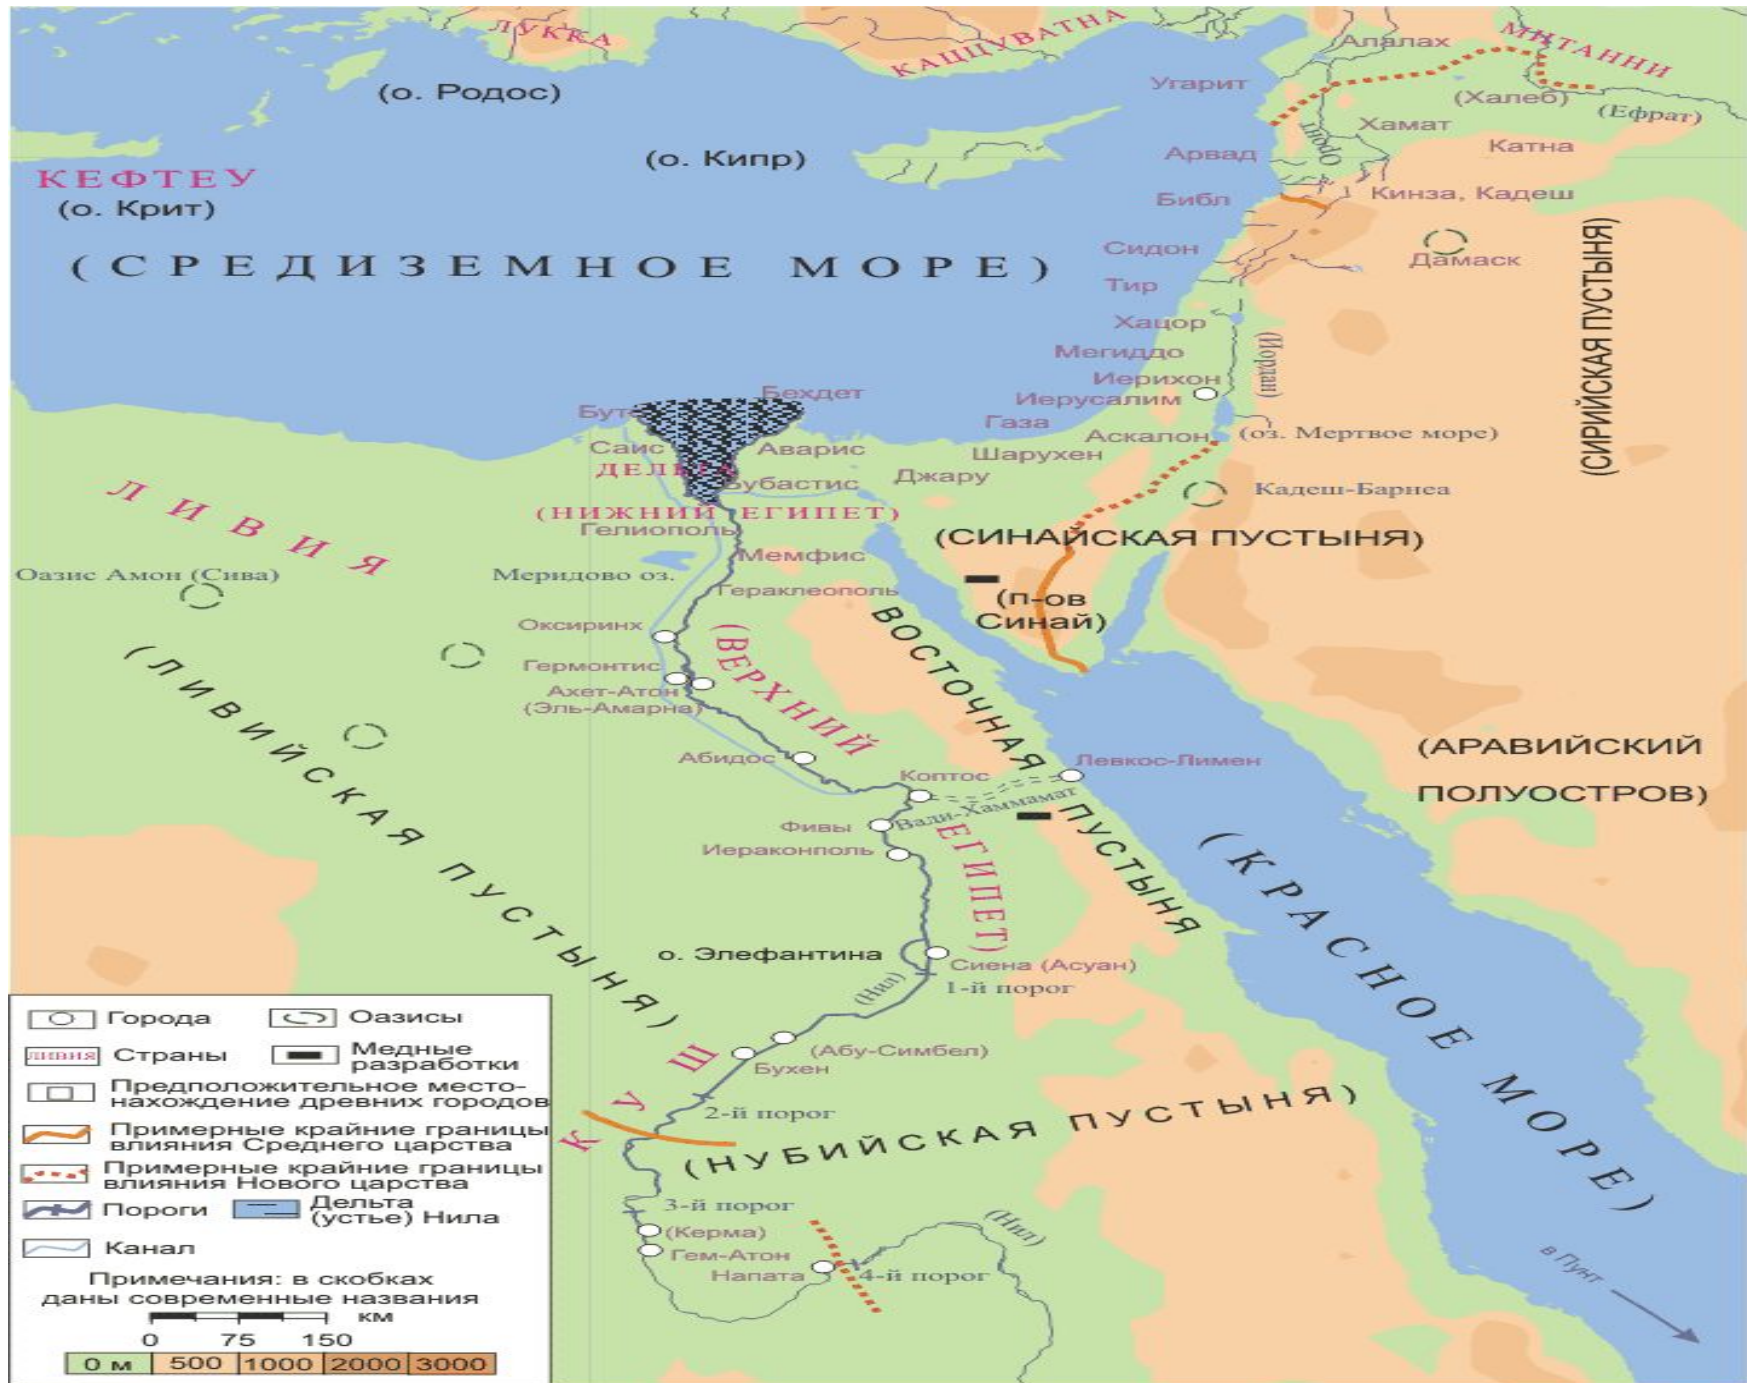 ЛУККА
КАЦЦУВАТНА
МИТАННИ
Алалах
(о. Родос)
Угарит
(Халеб)
(Ефрат)
Хамат
Оронт
Катна
(о. Кипр)
Арвад
КЕФТЕУ
(о. Крит)
Библ
Кинза, Кадеш
(СРЕДИЗЕМНОЕ МОРЕ)
Сидон
Дамаск
(СИРИЙСКАЯ ПУСТЫНЯ)
Тир
Хацор
Мегиддо
(Иордан)
Иерихон
Иерусалим
Бехдет
Буто
Газа
Аскалон
(оз. Мертвое море)
Саис
Аварис
Шарухен
ДЕЛЬТА
Бубастис
Джару
Кадеш-Барнеа
ЛИВИЯ
(НИЖНИЙ ЕГИПЕТ)
Гелиополь
(СИНАЙСКАЯ ПУСТЫНЯ)
Мемфис
Оазис Амон (Сива)
Меридово оз.
Гераклеополь
(п-ов
Синай)
Оксиринх
(ВЕРХНИЙ
ЕГИПЕТ)
ВОСТОЧНАЯ
ПУСТЫНЯ
(ЛИВИЙСКАЯ ПУСТЫНЯ)
Гермонтис
Ахет-Атон
(Эль-Амарна)
Абидос
Коптос
Левкос-Лимен
(АРАВИЙСКИЙ
ПОЛУОСТРОВ)
Вади-Хаммамат
Фивы
Иераконполь
(КРАСНОЕ МОРЕ)
о. Элефантина
Сиена (Асуан)
1-й порог
(Нил)
(Абу-Симбел)
Бухен
КУШ
2-й порог
(НУБИЙСКАЯ ПУСТЫНЯ)
3-й порог
(Керма)
Гем-Атон
Напата
4-й порог
(Нил)
в Пунт
Города
Оазисы
ЛИВИЯ
Страны
Медные
разработки
Предположительное место-
нахождение древних городов
Примерные крайние границы
влияния Среднего царства
Примерные крайние границы
влияния Нового царства
Пороги
Дельта
(устье) Нила
Канал
Примечания: в скобках
даны современные названия
км
0 75 150
0 м 500 1000 2000 3000